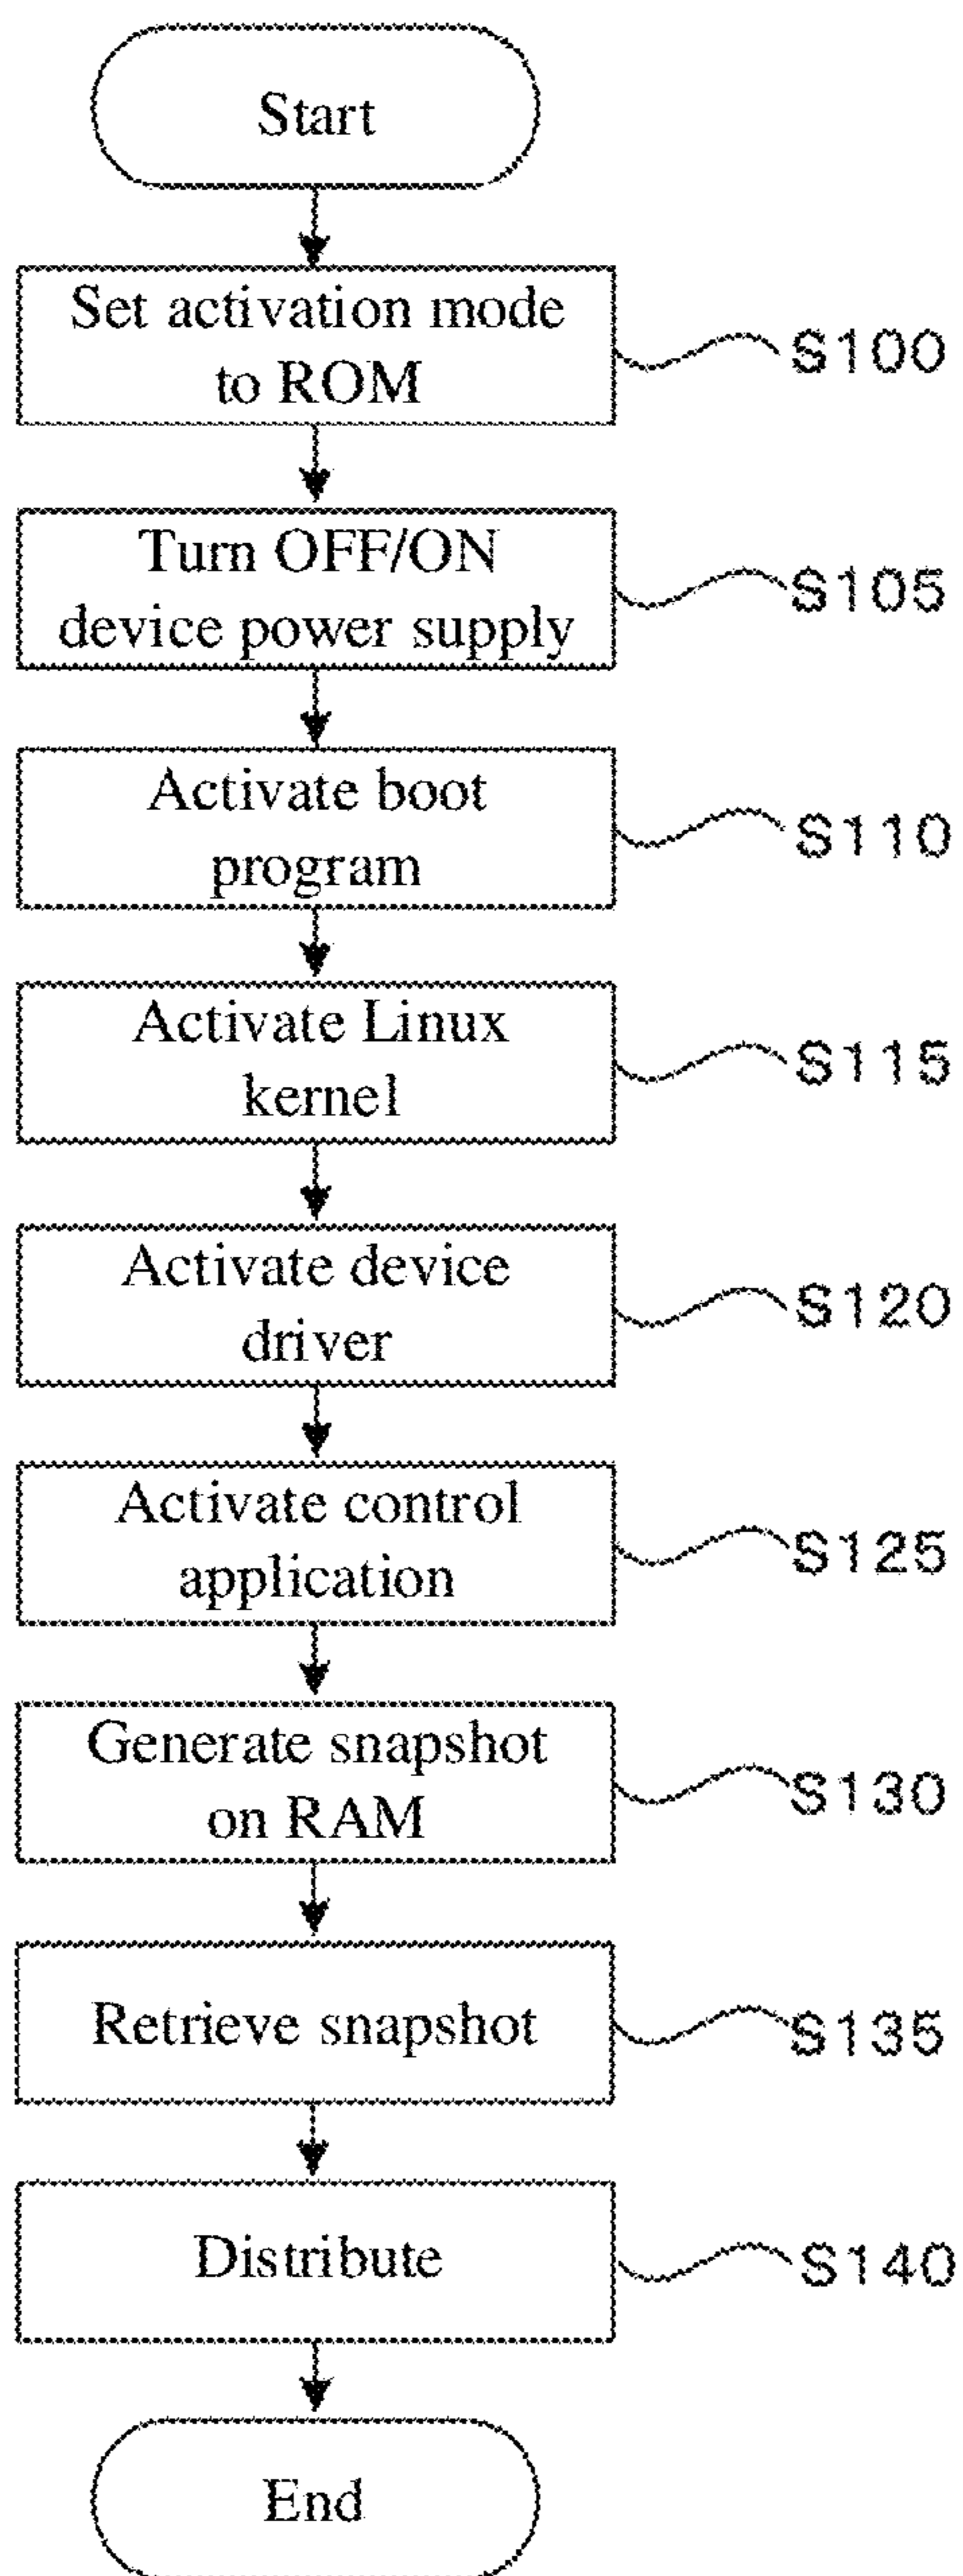 Start
Set activation mode
to ROM
S100
Turn OFF/ON
device power supply
S105
Activate boot
program
S110
Activate Linux
kernel
S115
Activate device
driver
S120
Activate control
application
S125
Generate snapshot
on RAM
S130
Retrieve snapshot
S135
Distribute
S140
End